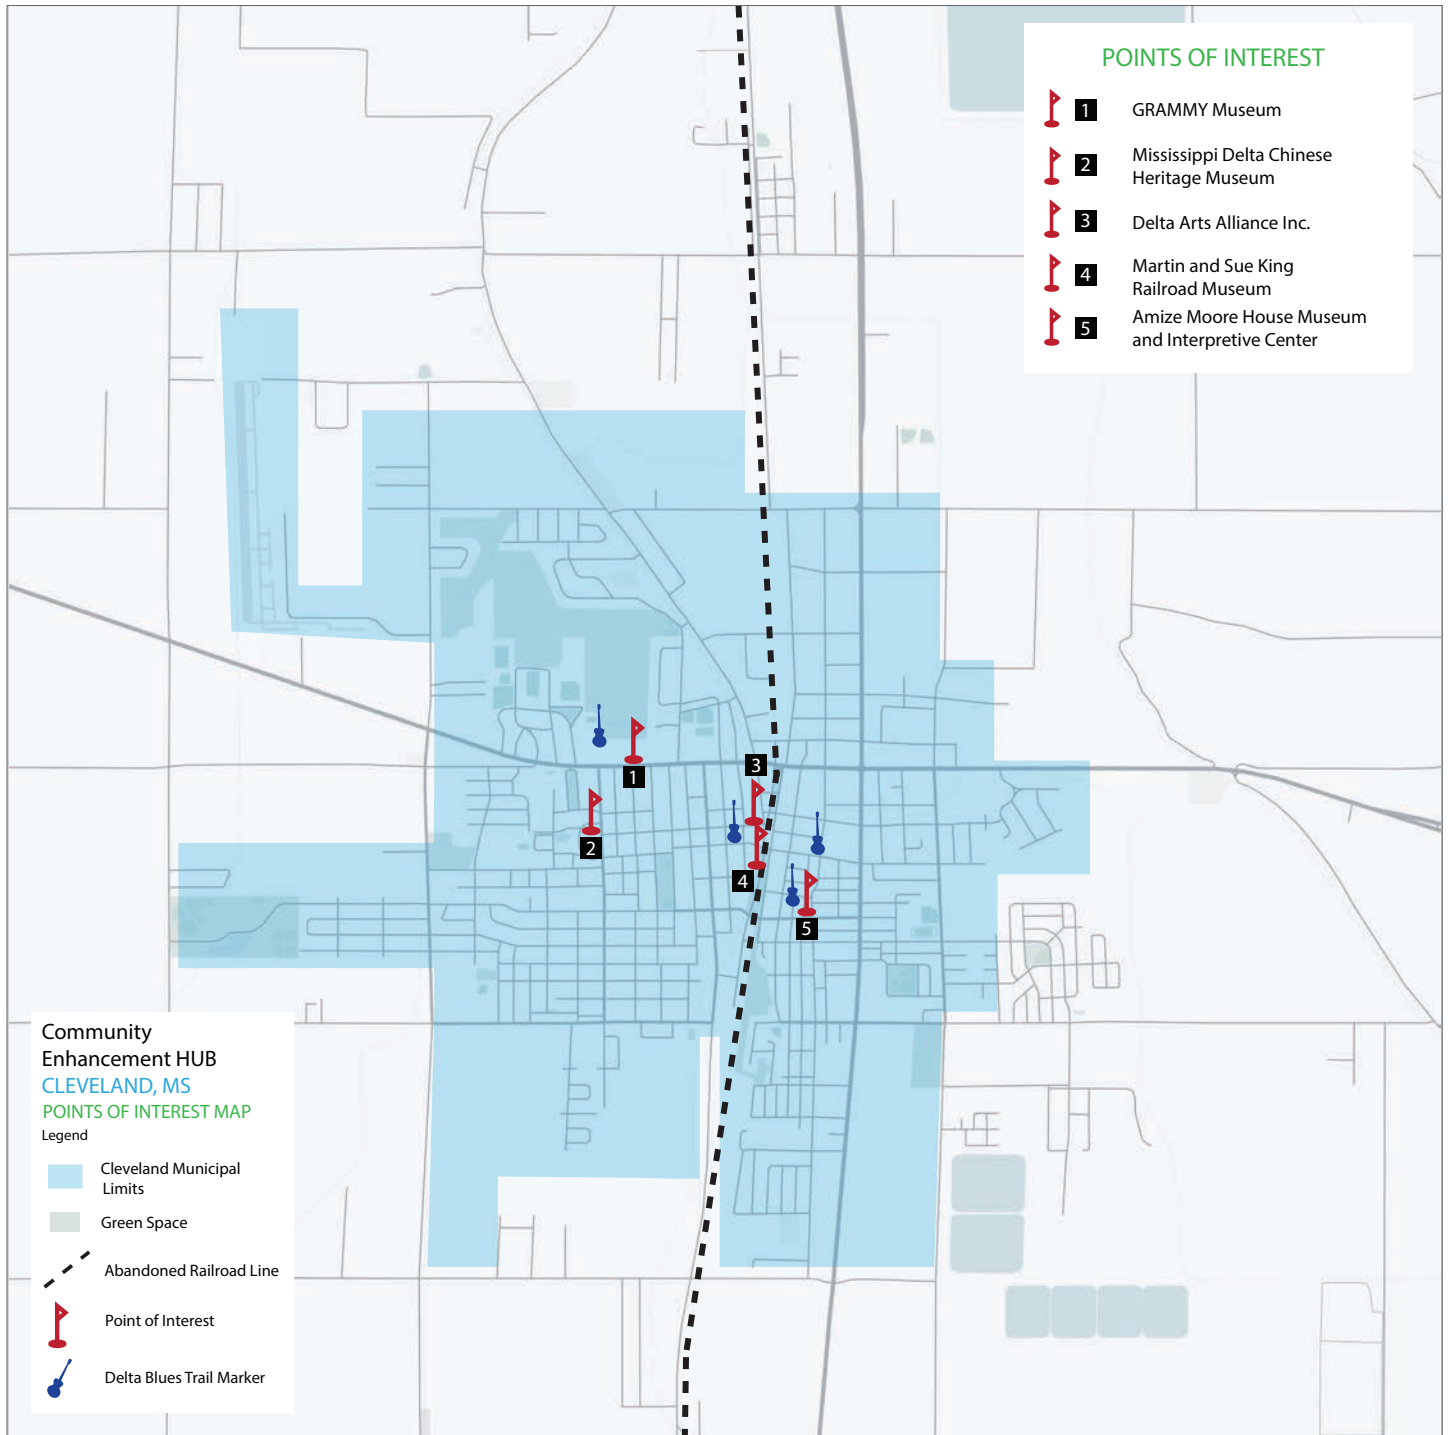 POINTS OF INTEREST
1 GRAMMY Museum
2 Mississippi Delta Chinese
Heritage Museum
3 Delta Arts Alliance Inc.
4 Martin and Sue King
Railroad Museum
5 Amize Moore House Museum
and Interpretive Center
3
1
2
4
5
Community
Enhancement HUB
CLEVELAND, MS
POINTS OF INTEREST MAP
Legend
Cleveland Municipal
Limits
Green Space
Abandoned Railroad Line
Point of Interest
Delta Blues Trail Marker